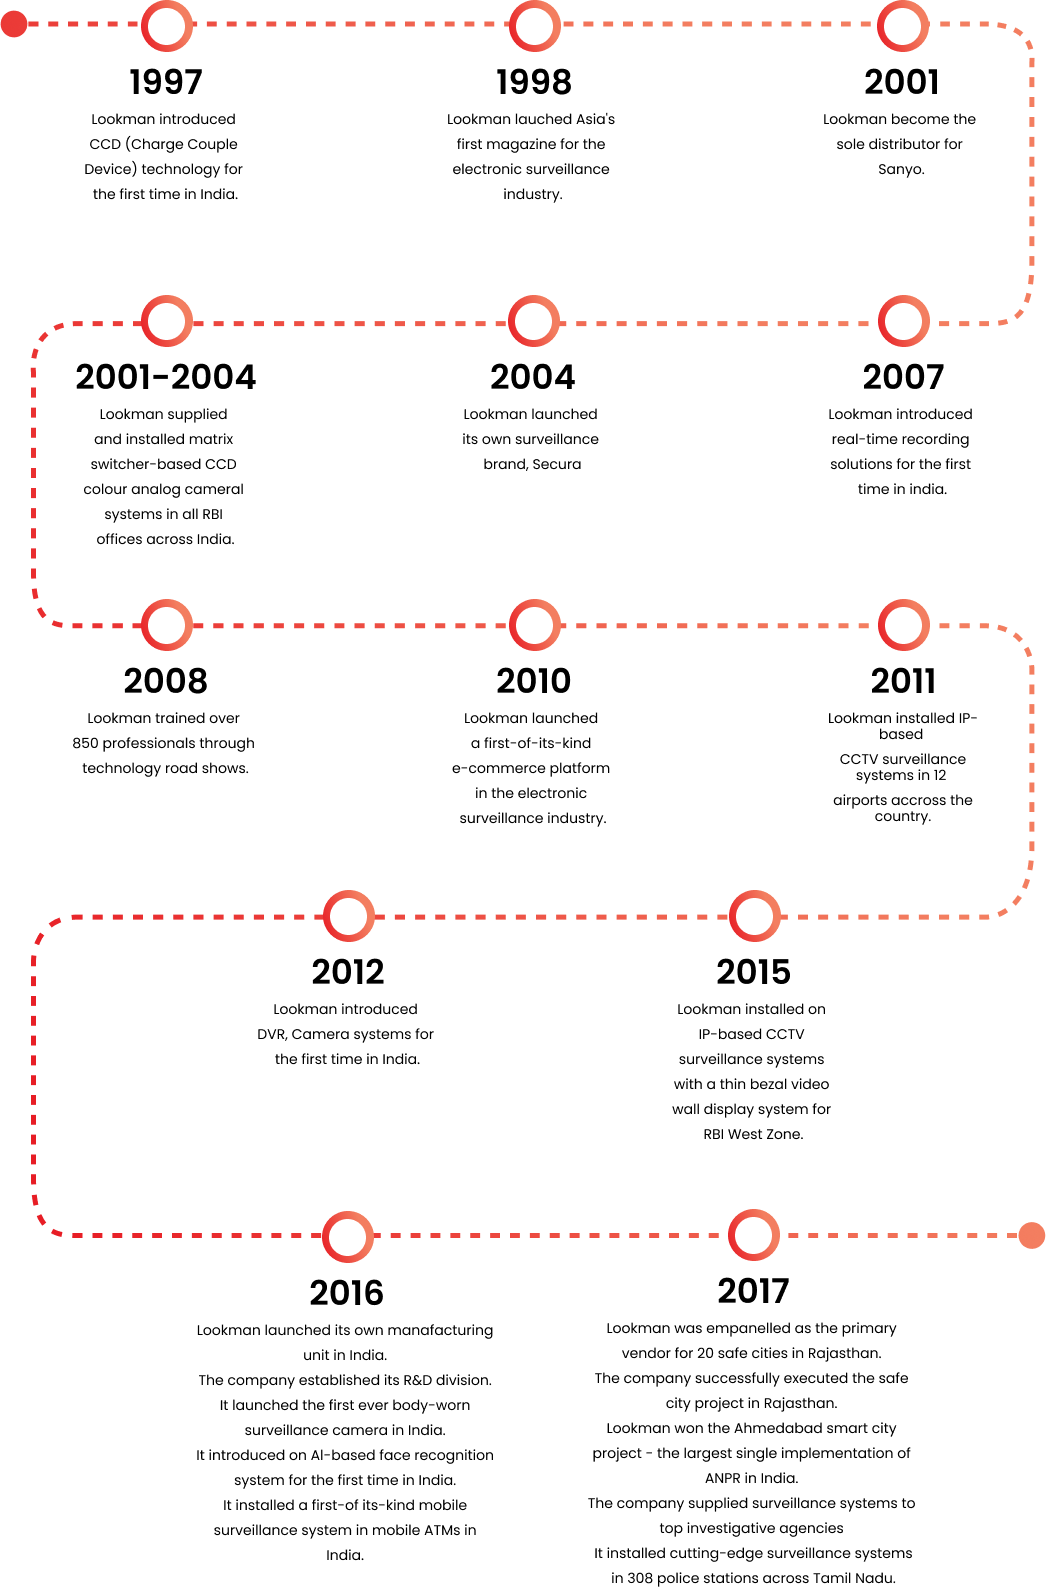 1997
Lookman introduced
CCD (Charge Couple
Device) technology for
the first time in India.
1998
Lookman lauched Asia's
first magazine for the
electronic surveillance
industry.
2001
Lookman become the
sole distributor for
Sanyo.
2001-2004
Lookman supplied
and installed matrix
switcher-based CCD
colour analog cameral
systems in all RBI
offices across India.
2004
Lookman launched
its own surveillance
brand, Secura
2007
Lookman introduced
real-time recording
solutions for the first
time in india.
2008
Lookman trained over
850 professionals through
technology road shows.
2010
Lookman launched
a first-of-its-kind
e-commerce platform
in the electronic
surveillance industry.
2011
Lookman installed IP-
based
CCTV surveillance
systems in 12
airports accross the
country.
2012
Lookman introduced
DVR, Camera systems for
the first time in India.
2015
Lookman installed on
IP-based CCTV
surveillance systems
with a thin bezal video
wall display system for
RBI West Zone.
2016
Lookman launched its own manafacturing
unit in India.
The company established its R&D division.
It launched the first ever body-worn
surveillance camera in India.
It introduced on AI-based face recognition
system for the first time in India.
It installed a first-of its-kind mobile
surveillance system in mobile ATMs in
India.
2017
Lookman was empanelled as the primary
vendor for 20 safe cities in Rajasthan.
The company successfully executed the safe
city project in Rajasthan.
Lookman won the Ahmedabad smart city
project - the largest single implementation of
ANPR in India.
The company supplied surveillance systems to
top investigative agencies
It installed cutting-edge surveillance systems
in 308 police stations across Tamil Nadu.